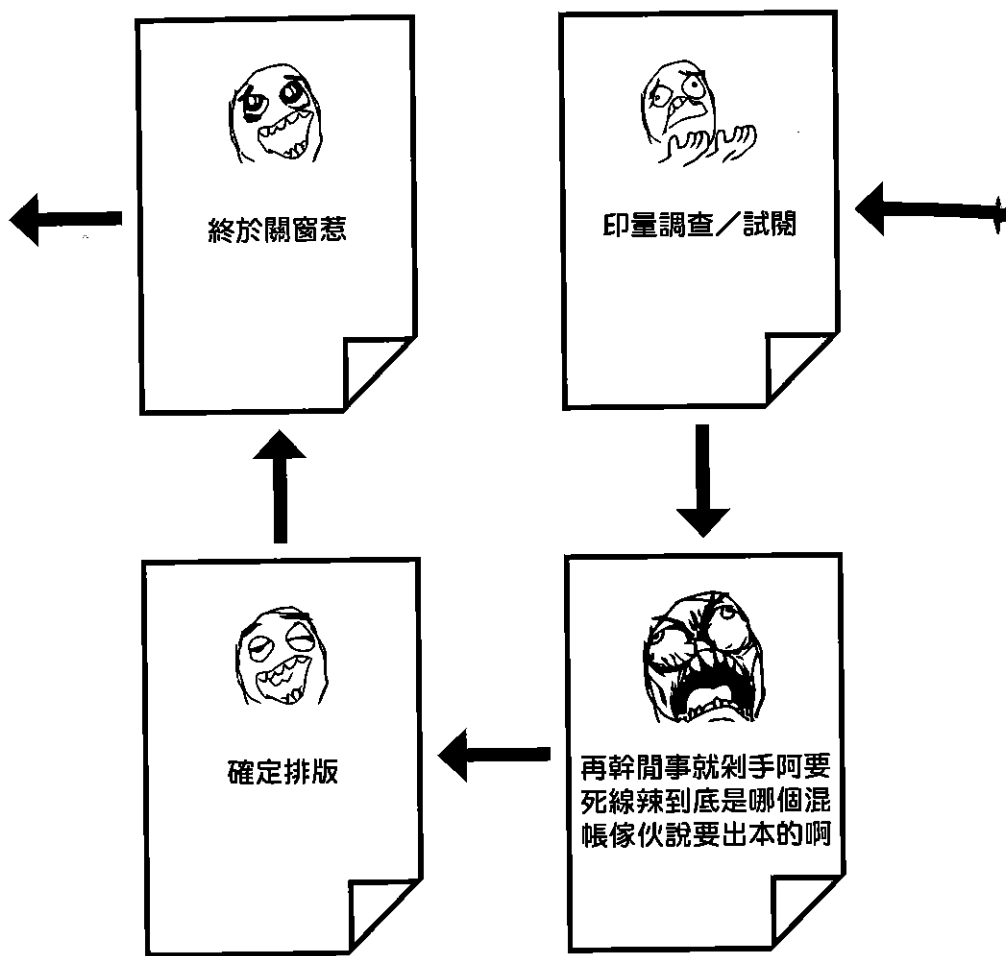 印量調查／試閱
再幹閒事就剁手阿要
死線辣到底是哪個混
帳傢伙說要出本的啊
確定排版
終於關窗惹